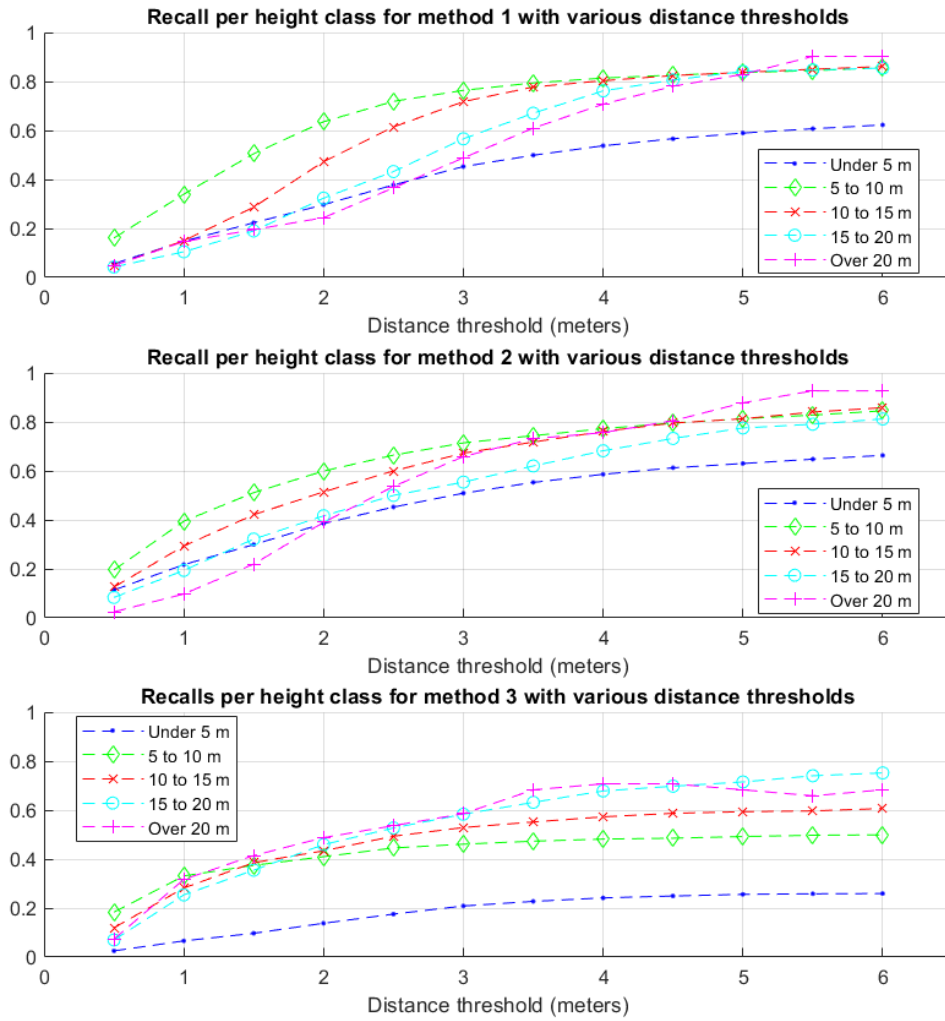 Recall per height class for method 1 with various distance thresholds
1
0.8
0.6
0.4
0.2
0
0 1 2 3 4 5 6
Under 5 m
5 to 10 m
10 to 15 m
15 to 20 m
Over 20 m
Distance threshold (meters)
Recall per height class for method 2 with various distance thresholds
1
0.8
0.6
0.4
0.2
0
0 1 2 3 4 5 6
Under 5 m
5 to 10 m
10 to 15 m
15 to 20 m
Over 20 m
Distance threshold (meters)
Recalls per height class for method 3 with various distance thresholds
1
0.8
0.6
0.4
0.2
0
Under 5 m
5 to 10 m
10 to 15 m
15 to 20 m
Over 20 m
0 1 2 3 4 5 6
Distance threshold (meters)